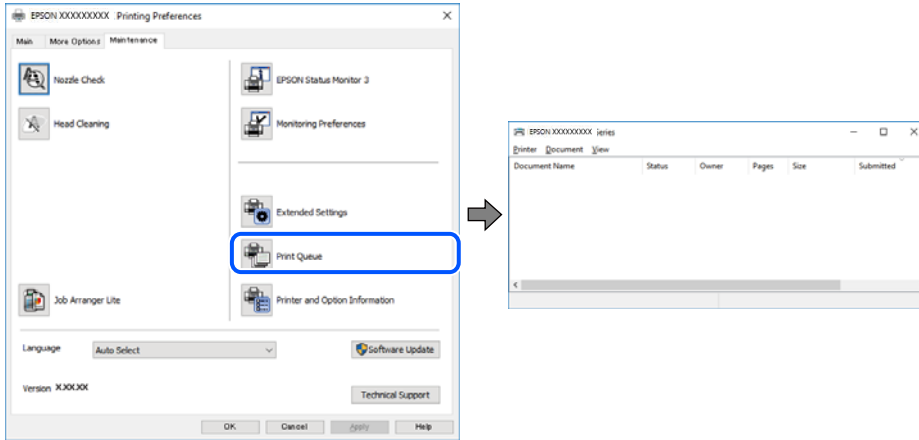 EPSON XXXXXXXXX Printing Preferences
Main More Options Maintenance
Nozzle Check
EPSON Status Monitor 3
Head Cleaning
Monitoring Preferences
Extended Settings
Print Queue
Job Arranger Lite
Printer and Option Information
Language Auto Select
Software Update
Version X.XX.XX
Technical Support
OK Cancel Apply Help
EPSON XXXXXXXXX Series
Printer Document View
Document Name Status Owner Pages Size Submitted